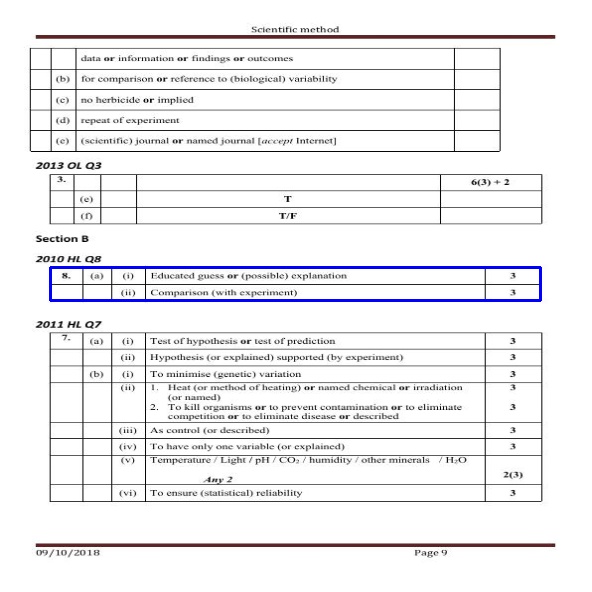 Scientific method
data or information or findings or outcomes
(b) for comparison or reference to (biological) variability
(c) no herbicide or implied
(d) repeat of experiment
(e) (scientific) journal or named journal [accept Internet]
2013 OL Q3
3. 6(3) + 2
(e) T
(f) T/F
Section B
2010 HL Q8
8. (a) (i) Educated guess or (possible) explanation 3
(ii) Comparison (with experiment) 3
2011 HL Q7
7. (a) (i) Test of hypothesis or test of prediction 3
(ii) Hypothesis (or explained) supported (by experiment) 3
(b) (i) To minimise (genetic) variation 3
(ii) 1. Heat (or method of heating) or named chemical or irradiation 3
(or named)
2. To kill organisms or to prevent contamination or to eliminate 3
competition or to eliminate disease or described
(iii) As control (or described) 3
(iv) To have only one variable (or explained) 3
(v) Temperature / Light / pH / CO₂ / humidity / other minerals / H₂O
Any 2 2(3)
(vi) To ensure (statistical) reliability 3
09/10/2018 Page 9